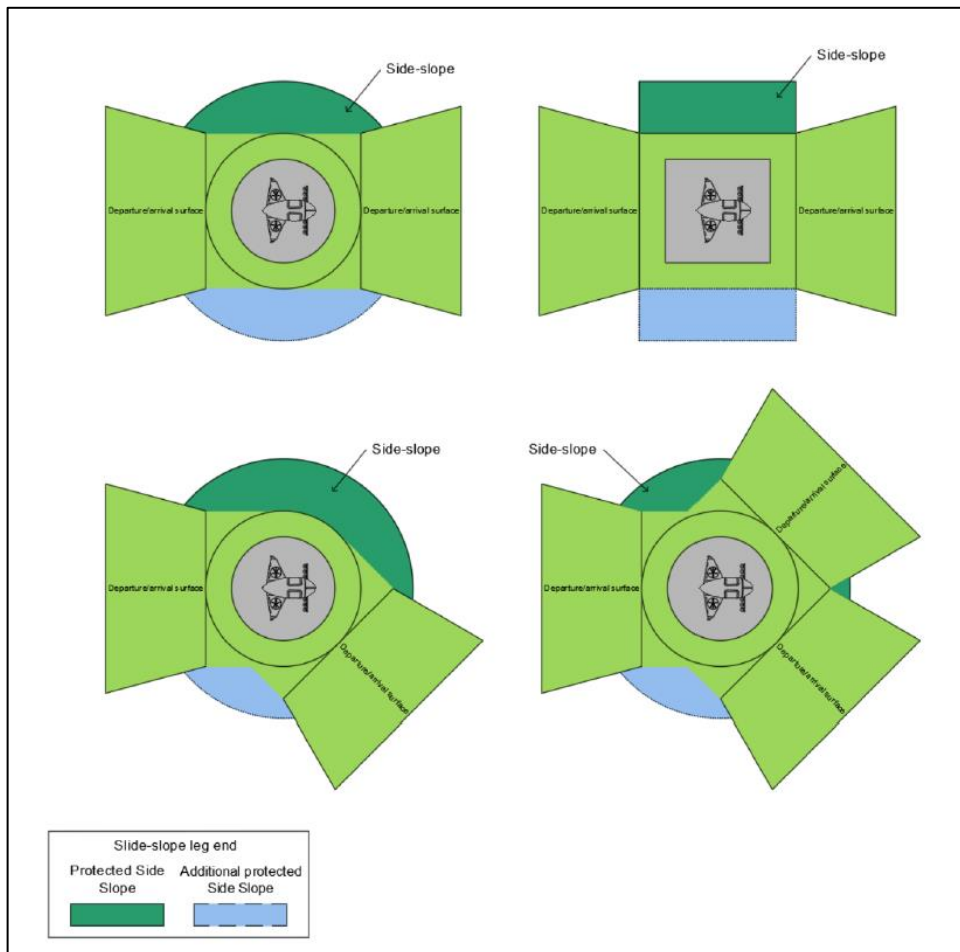 Side-slope
Side-slope
Departure/arrival surface
Departure/arrival surface
Departure/arrival surface
Departure/arrival surface
Side-slope
Side-slope
Departure/arrival surface
Departure/arrival surface
Departure/arrival surface
Departure/arrival surface
Departure/arrival surface
Slide-slope leg end
Protected Side
Slope
Additional protected
Side Slope